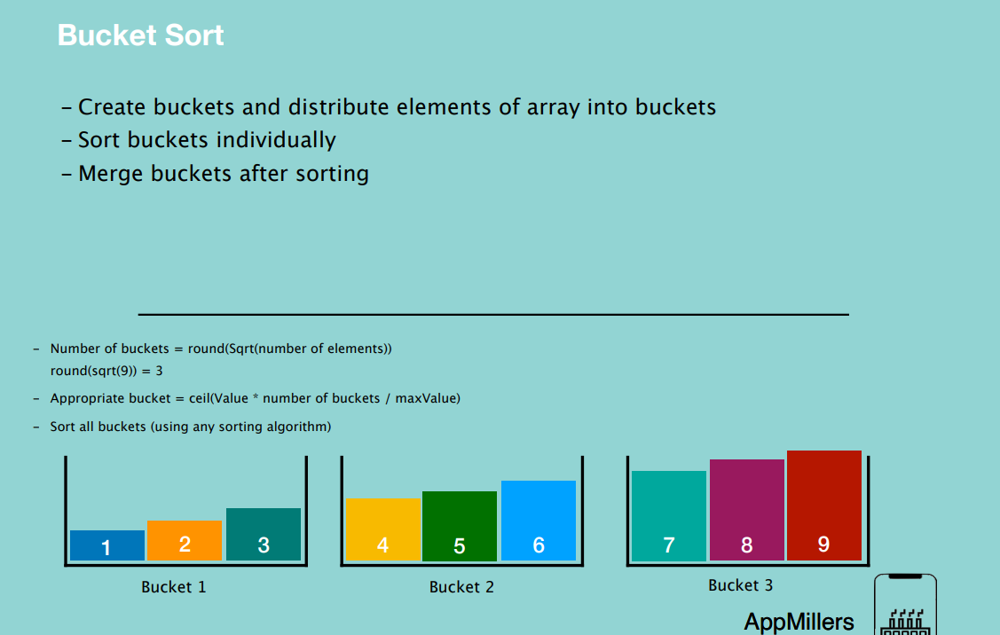 Bucket Sort
– Create buckets and distribute elements of array into buckets
– Sort buckets individually
– Merge buckets after sorting
– Number of buckets = round(Sqrt(number of elements))
round(sqrt(9)) = 3
– Appropriate bucket = ceil(Value * number of buckets / maxValue)
– Sort all buckets (using any sorting algorithm)
1 2 3 4 5 6 7 8 9
Bucket 1 Bucket 2 Bucket 3
AppMillers